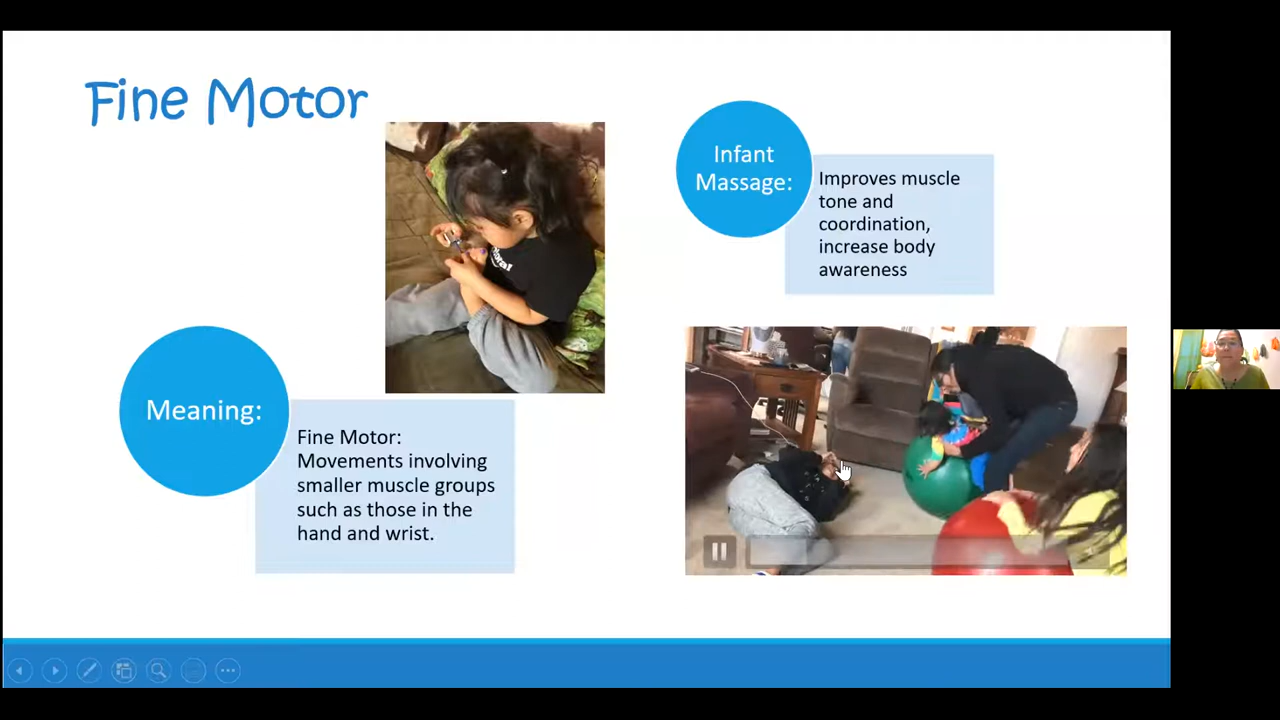 Fine Motor
Infant
Massage:
Improves muscle
tone and
coordination,
increase body
awareness
Meaning:
Fine Motor:
Movements involving
smaller muscle groups
such as those in the
hand and wrist.